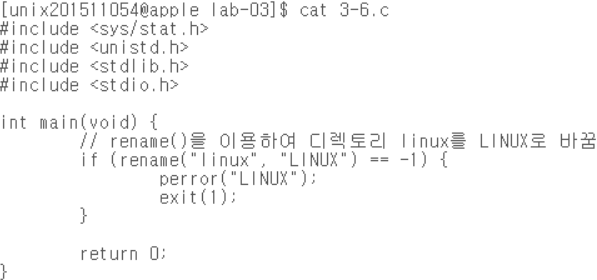 [unix201511054@apple lab-03]$ cat 3-6.c
#include <sys/stat.h>
#include <unistd.h>
#include <stdlib.h>
#include <stdio.h>
int main(void) {
// rename()을 이용하여 디렉토리 linux를 LINUX로 바꿈
if (rename("linux", "LINUX") == -1) {
perror("LINUX");
exit(1);
}
return 0;
}